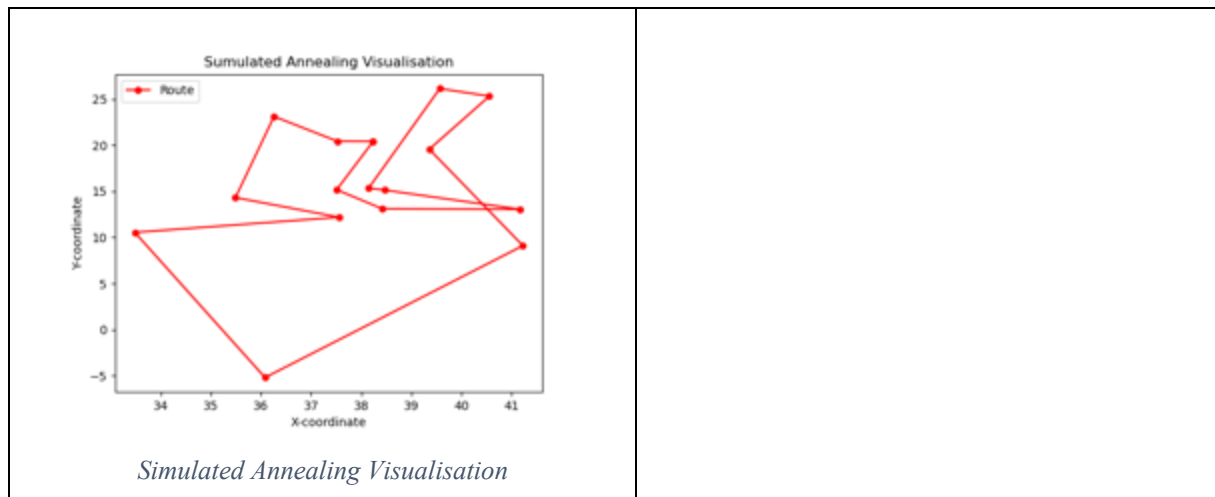 Sumulated Annealing Visualisation
Route
25
20
15
10
5
0
−5
Y-coordinate
34 35 36 37 38 39 40 41
X-coordinate
Simulated Annealing Visualisation